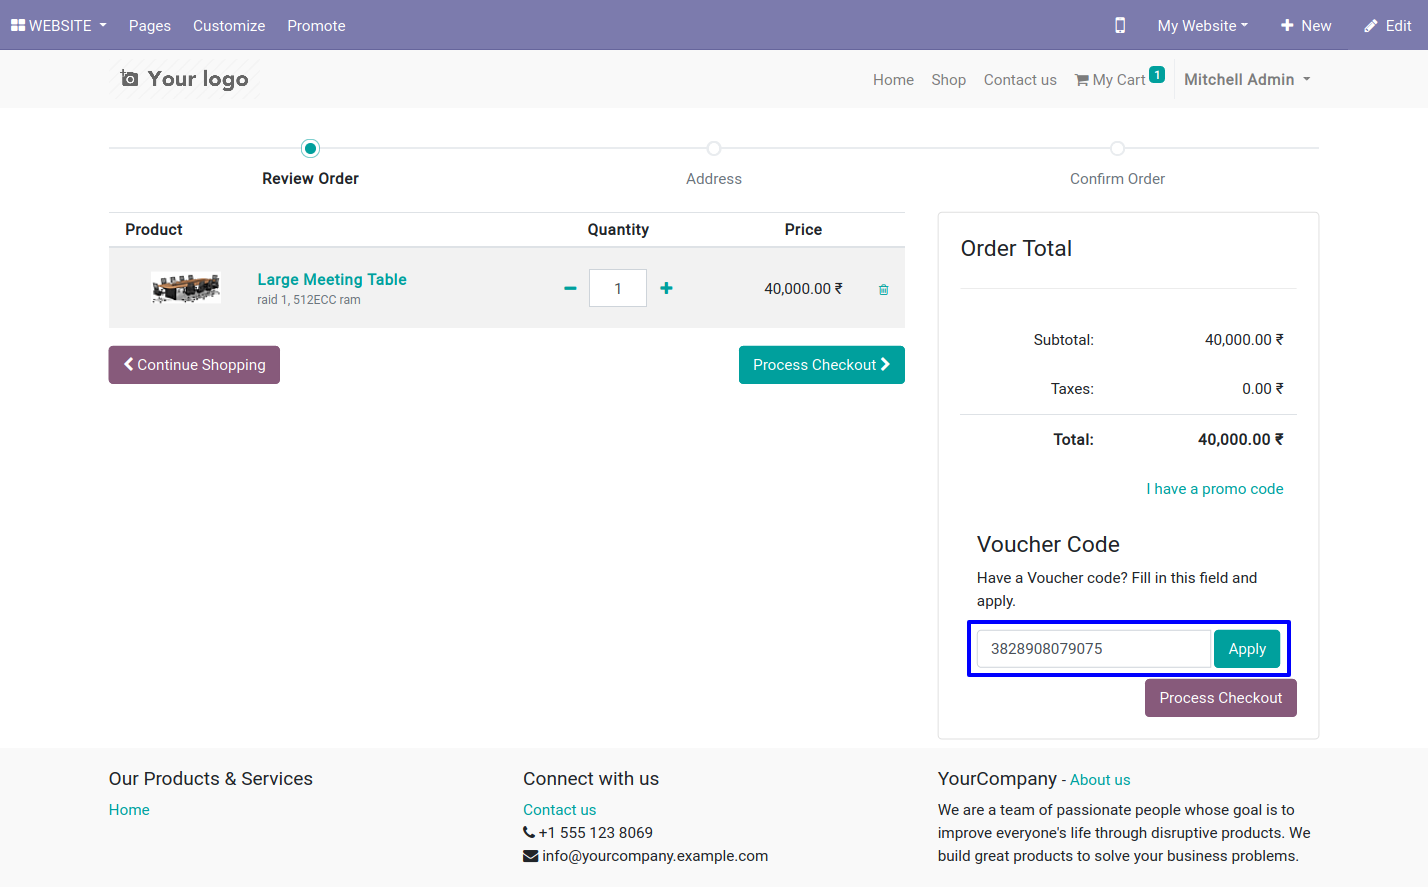 WEBSITE Pages Customize Promote My Website New Edit
Your logo Home Shop Contact us My Cart 1 Mitchell Admin
Review Order Address Confirm Order
Product Quantity Price
Large Meeting Table
raid 1, 512ECC ram
1 40,000.00 ₹
Continue Shopping Process Checkout
Order Total
Subtotal: 40,000.00 ₹
Taxes: 0.00 ₹
Total: 40,000.00 ₹
I have a promo code
Voucher Code
Have a Voucher code? Fill in this field and
apply.
3828908079075 Apply
Process Checkout
Our Products & Services
Home
Connect with us
Contact us
+1 555 123 8069
info@yourcompany.example.com
YourCompany - About us
We are a team of passionate people whose goal is to
improve everyone's life through disruptive products. We
build great products to solve your business problems.